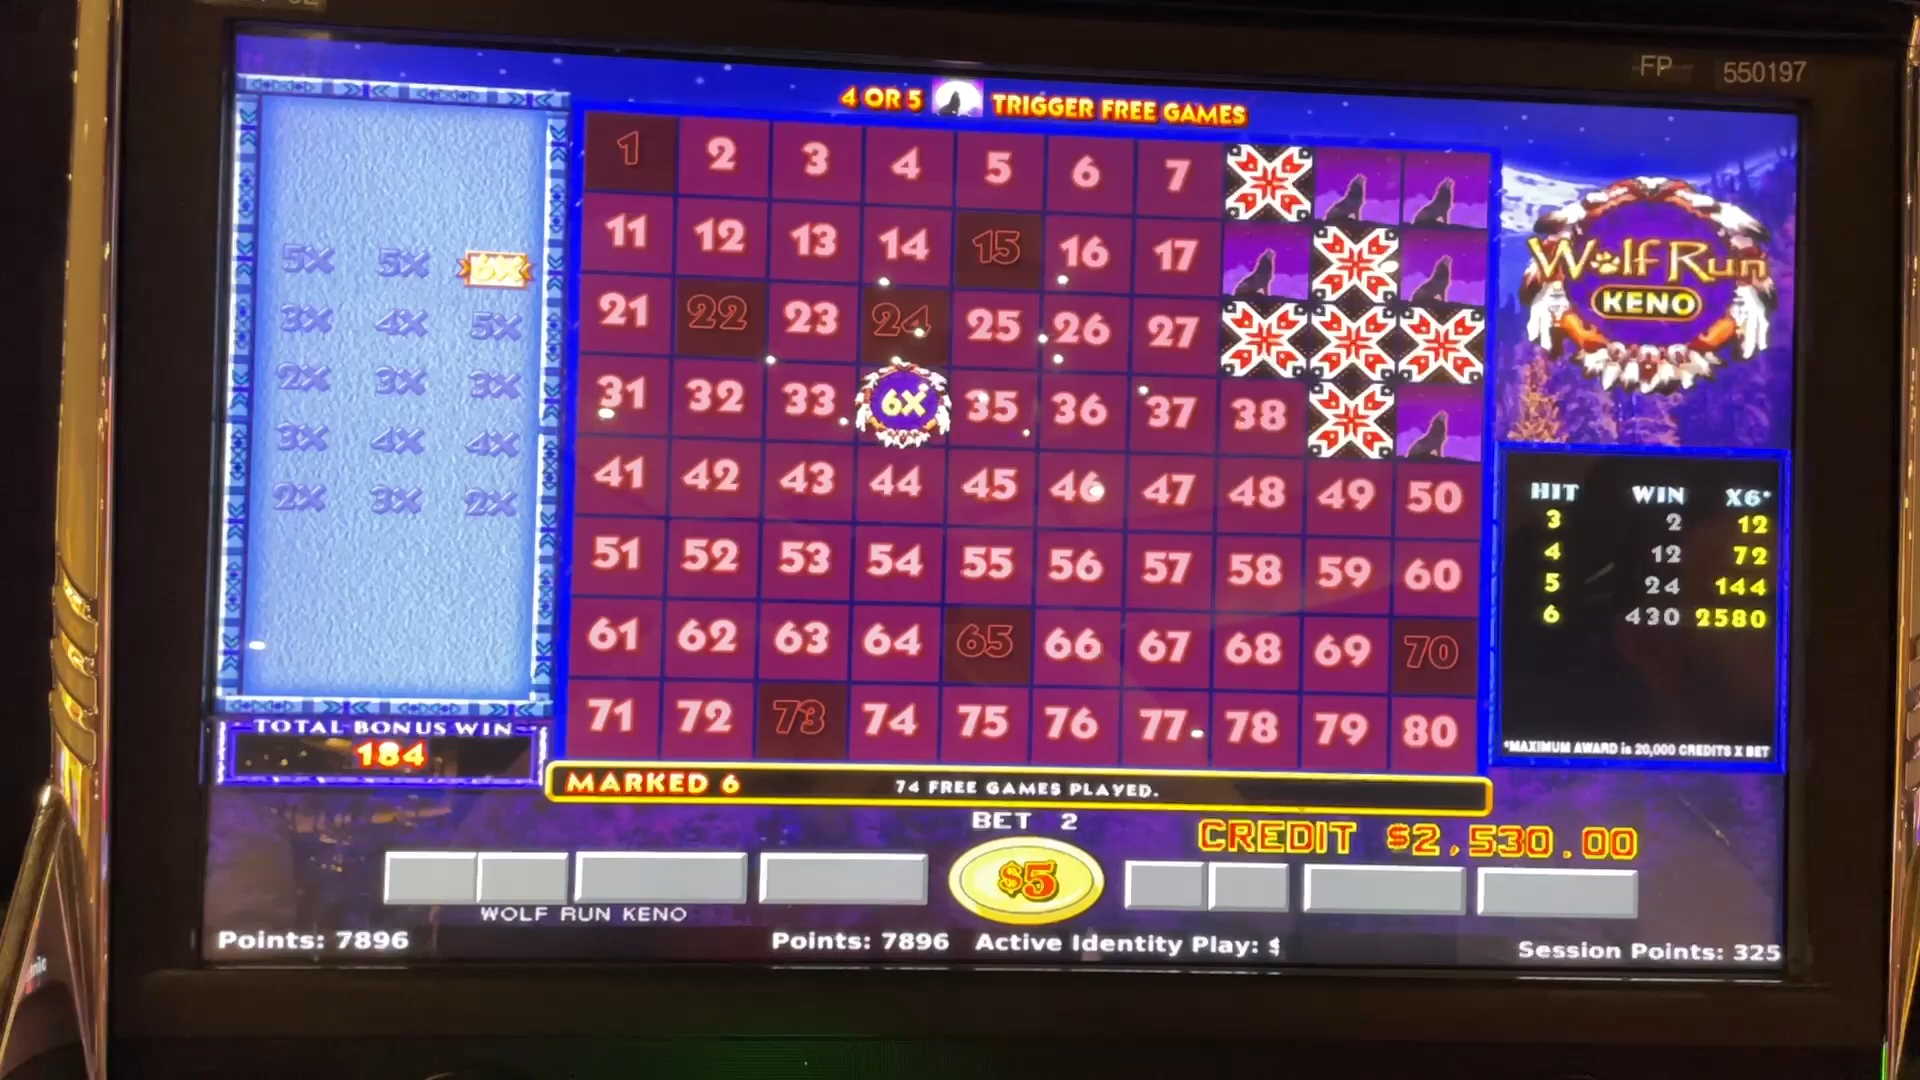 FP 550197
4 OR 5 TRIGGER FREE GAMES
1 2 3 4 5 6 7
11 12 13 14 15 16 17
21 22 23 24 25 26 27
31 32 33 6X 35 36 37 38
41 42 43 44 45 46 47 48 49 50
51 52 53 54 55 56 57 58 59 60
61 62 63 64 65 66 67 68 69 70
71 72 73 74 75 76 77 78 79 80
5X 5X 6X
3X 4X 5X
2X 3X 3X
3X 4X 4X
2X 3X 2X
Wolf Run
KENO
HIT WIN X6*
3 2 12
4 12 72
5 24 144
6 430 2580
*MAXIMUM AWARD is 20,000 CREDITS X BET
TOTAL BONUS WIN
184
MARKED 6 74 FREE GAMES PLAYED.
BET 2
CREDIT $2,530.00
$5
WOLF RUN KENO
Points: 7896 Points: 7896 Active Identity Play: $ Session Points: 325